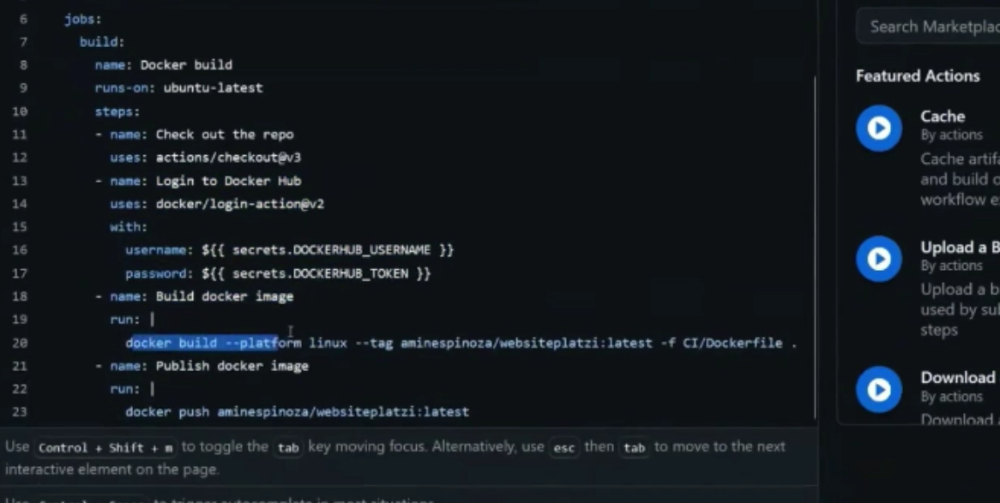 6 jobs:
7 build:
8 name: Docker build
9 runs-on: ubuntu-latest
10 steps:
11 - name: Check out the repo
12 uses: actions/checkout@v3
13 - name: Login to Docker Hub
14 uses: docker/login-action@v2
15 with:
16 username: ${{ secrets.DOCKERHUB_USERNAME }}
17 password: ${{ secrets.DOCKERHUB_TOKEN }}
18 - name: Build docker image
19 run: |
20 docker build --platform linux --tag aminespinoza/websiteplatzi:latest -f CI/Dockerfile .
21 - name: Publish docker image
22 run: |
23 docker push aminespinoza/websiteplatzi:latest
Use Control + Shift + m to toggle the tab key moving focus. Alternatively, use esc then tab to move to the next
interactive element on the page.
Search
Featured Actions
Cache
By actions
Cache
and build
workflow
Upload a
By actions
Upload a
used by
steps
Download
By actions
Download